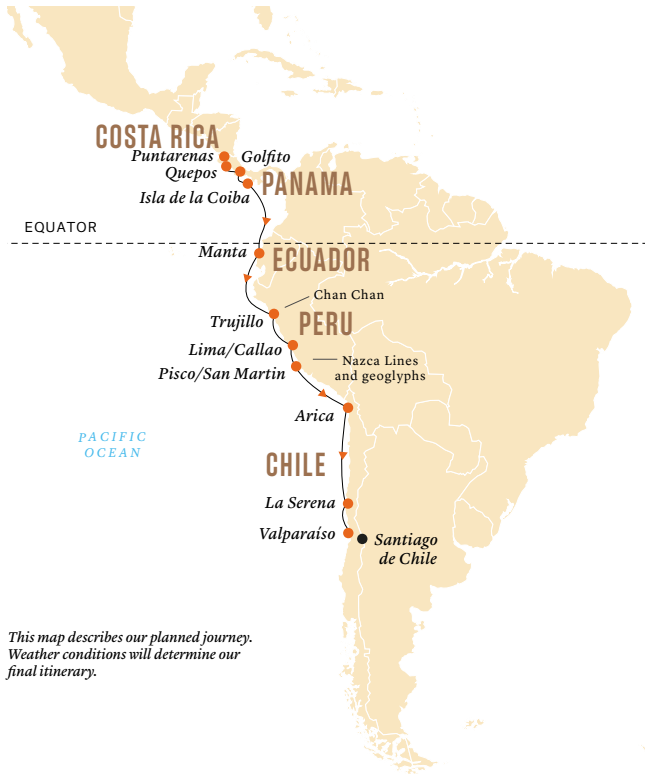 COSTA RICA
Puntarenas
Golfito
Quepos
PANAMA
Isla de la Coiba
EQUATOR
Manta
ECUADOR
Chan Chan
Trujillo
PERU
Lima/Callao
Nazca Lines
and geoglyphs
Pisco/San Martin
Arica
PACIFIC
OCEAN
CHILE
La Serena
Valparaíso
Santiago
de Chile
This map describes our planned journey.
Weather conditions will determine our
final itinerary.